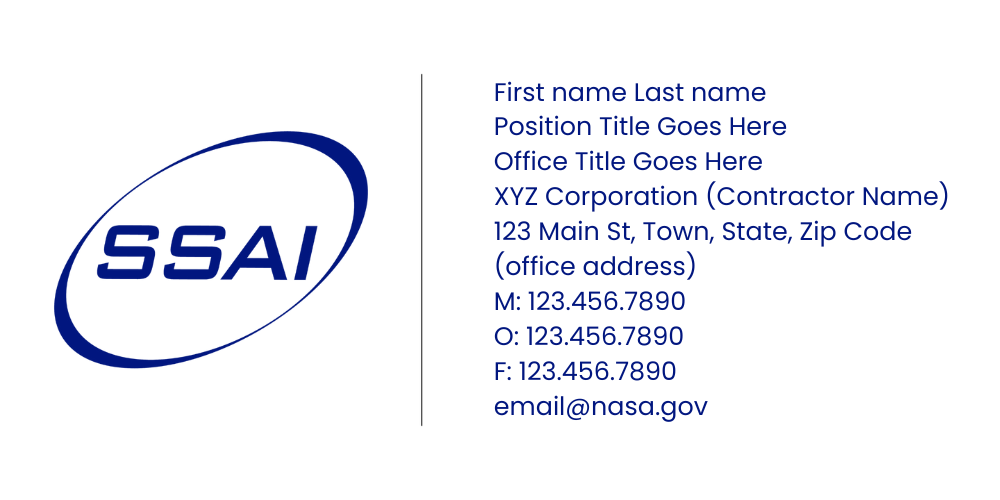 SSAI
First name Last name
Position Title Goes Here
Office Title Goes Here
XYZ Corporation (Contractor Name)
123 Main St, Town, State, Zip Code
(office address)
M: 123.456.7890
O: 123.456.7890
F: 123.456.7890
email@nasa.gov